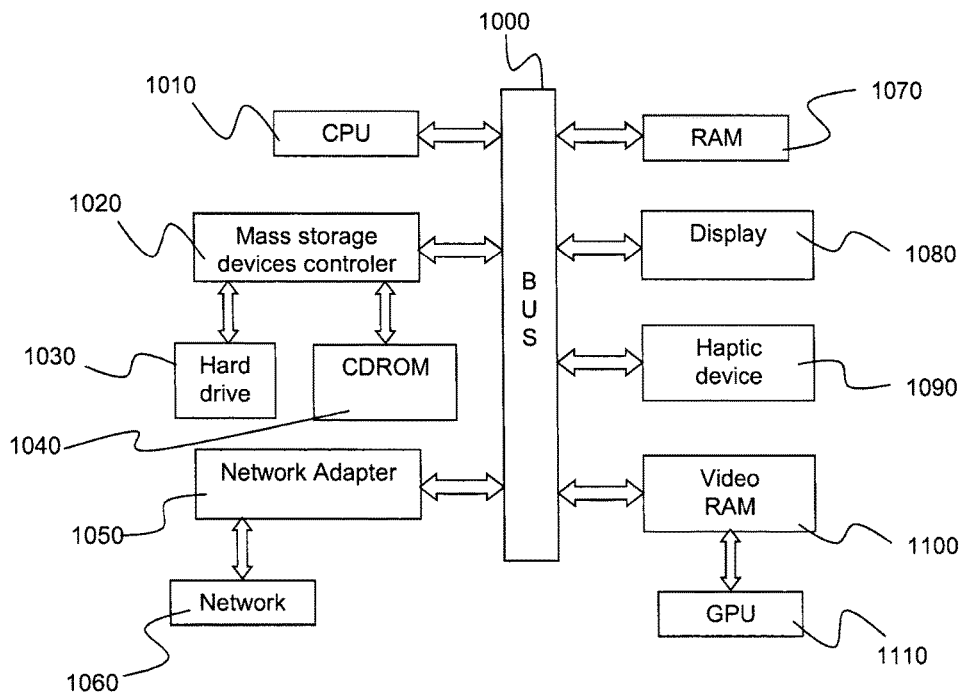 1000
1010
CPU
1070
RAM
1020
Mass storage
devices controler
Display
1080
B
U
S
1030
Hard
drive
CDROM
Haptic
device
1090
1040
Network Adapter
1050
Video
RAM
1100
Network
1060
GPU
1110